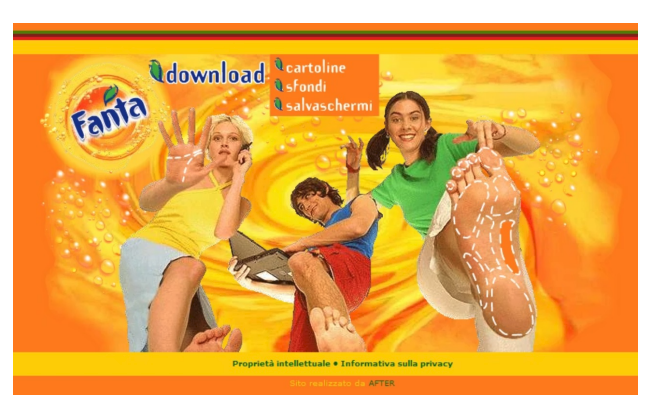 Fanta
download
cartoline
sfondi
salvaschermi
Proprietà intellettuale • Informativa sulla privacy
Sito realizzato da AFTER